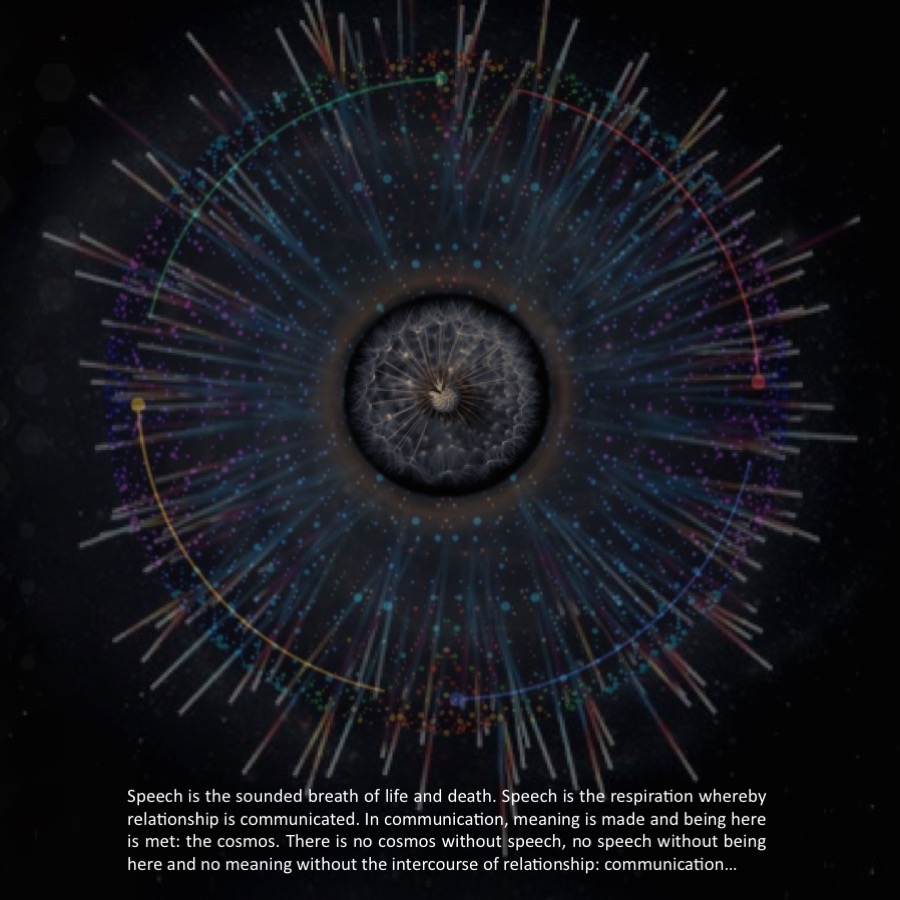 Speech is the sounded breath of life and death. Speech is the respiration whereby
relationship is communicated. In communication, meaning is made and being here
is met: the cosmos. There is no cosmos without speech, no speech without being
here and no meaning without the intercourse of relationship: communication...